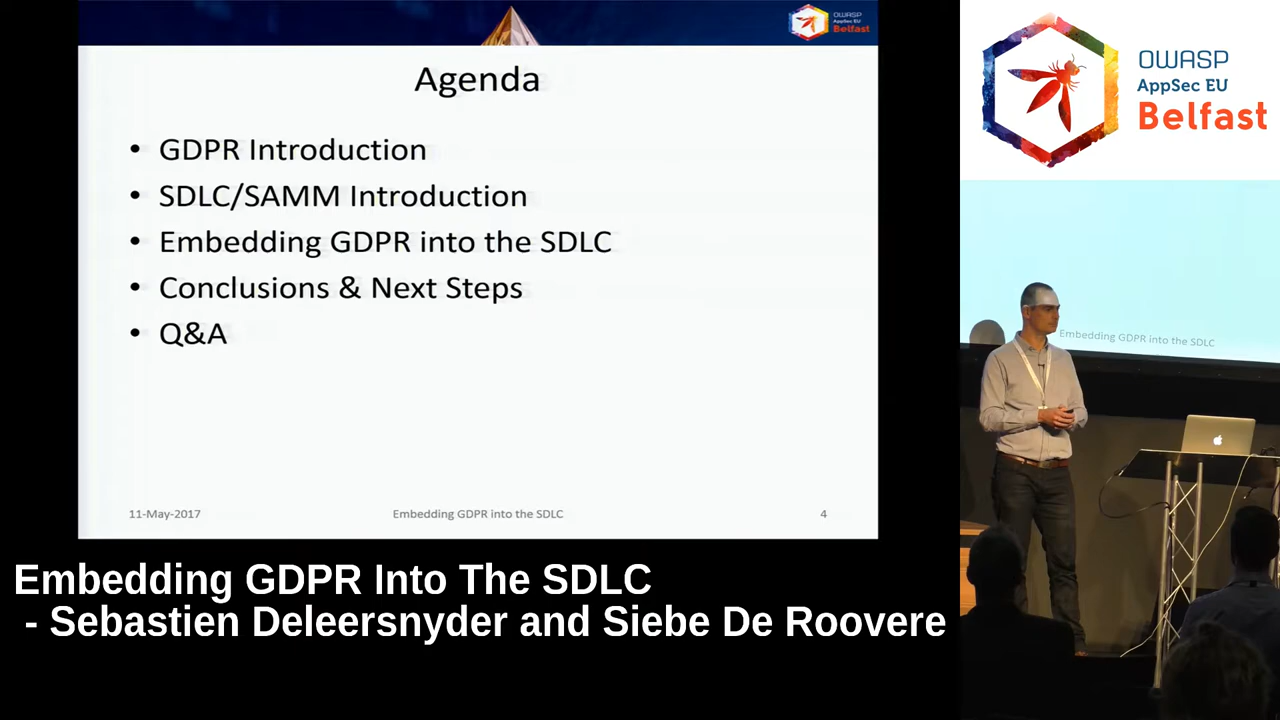 OWASP
AppSec EU
Belfast
Agenda
• GDPR Introduction
• SDLC/SAMM Introduction
• Embedding GDPR into the SDLC
• Conclusions & Next Steps
• Q&A
11-May-2017
Embedding GDPR into the SDLC
4
OWASP
AppSec EU
Belfast
Embedding GDPR into the SDLC
Embedding GDPR Into The SDLC
- Sebastien Deleersnyder and Siebe De Roovere